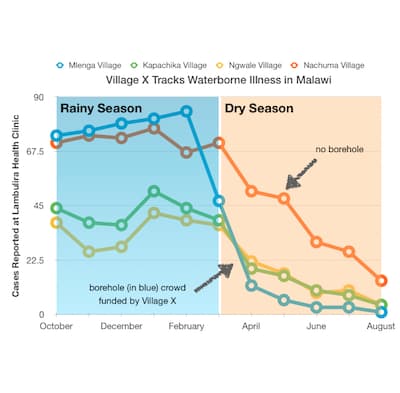 Mlenga Village Kapachika Village Ngwale Village Nachuma Village
Village X Tracks Waterborne Illness in Malawi
Cases Reported at Lambulira Health Clinic
90
67.5
45
22.5
0
Rainy Season
Dry Season
no borehole
borehole (in blue) crowd
funded by Village X
October December February April June August